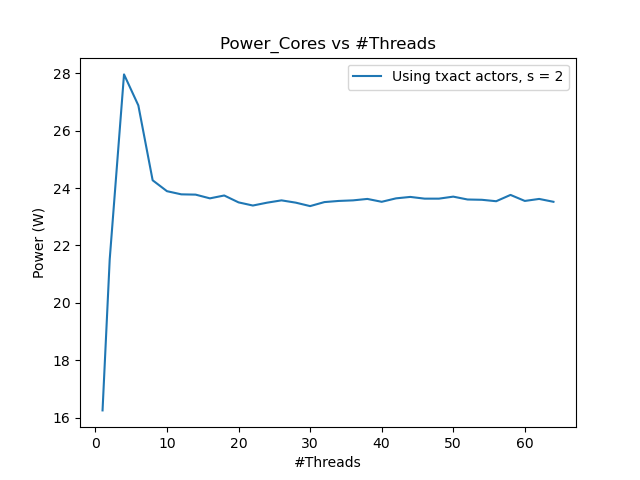 Power_Cores vs #Threads
Using txact actors, s = 2
Power (W)
28
26
24
22
20
18
16
0 10 20 30 40 50 60
#Threads